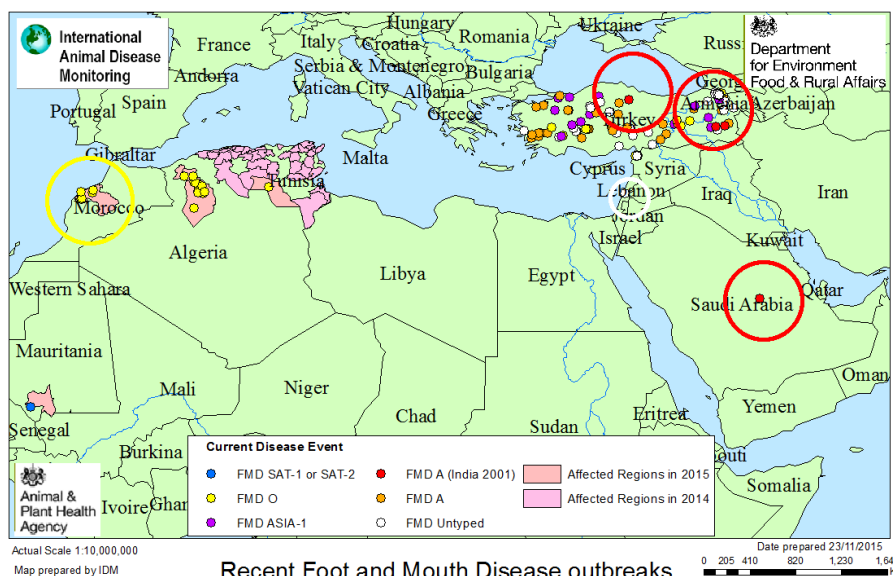 International
Animal Disease
Monitoring
Department
for Environment
Food & Rural Affairs
Hungary
Ukraine
France
Italy
Croatia
Romania
Russ
Serbia & Montenegro
Andorra
Vatican City
Bulgaria
Georg
Portugal
Spain
Albania
Armenia
Azerbaijan
Greece
Turkey
Gibraltar
Malta
Cyprus
Syria
Tunisia
Lebanon
Iraq
Iran
Morocco
Jordan
Israel
Algeria
Kuwait
Libya
Egypt
Western Sahara
Qatar
Saudi Arabia
Mauritania
Mali
Niger
Oman
Chad
Eritrea
Yemen
Senegal
Sudan
Burkina
outi
Somalia
Ivoire
Ghan
Current Disease Event
FMD SAT-1 or SAT-2
FMD A (India 2001)
Affected Regions in 2015
FMD O
FMD A
Affected Regions in 2014
FMD ASIA-1
FMD Untyped
Animal &
Plant Health
Agency
Actual Scale 1:10,000,000
Date prepared 23/11/2015
Map prepared by IDM
Recent Foot and Mouth Disease outbreaks
0 205 410 820 1,230 1,64